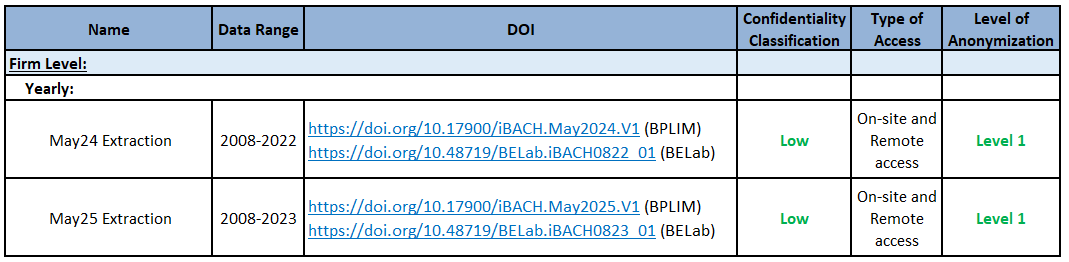 Name Data Range DOI Confidentiality Classification Type of Access Level of Anonymization
Firm Level:
Yearly:
May24 Extraction 2008-2022 https://doi.org/10.17900/iBACH.May2024.V1 (BPLIM)
https://doi.org/10.48719/BELab.iBACH0822_01 (BELab)
Low On-site and Remote access Level 1
May25 Extraction 2008-2023 https://doi.org/10.17900/iBACH.May2025.V1 (BPLIM)
https://doi.org/10.48719/BELab.iBACH0823_01 (BELab)
Low On-site and Remote access Level 1